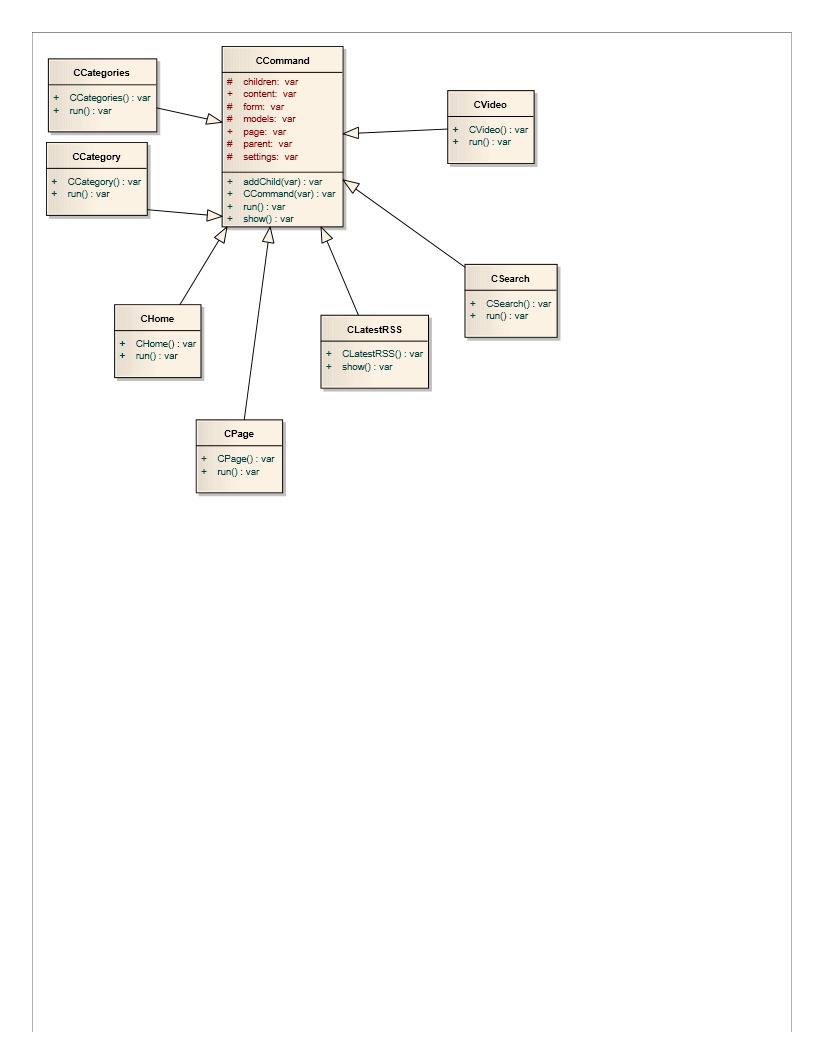 CCategories
+ CCategories() : var
+ run() : var
CCategory
+ CCategory() : var
+ run() : var
CCommand
# children: var
+ content: var
# form: var
# models: var
+ page: var
# parent: var
# settings: var
+ addChild(var) : var
+ CCommand(var) : var
+ run() : var
+ show() : var
CVideo
+ CVideo() : var
+ run() : var
CSearch
+ CSearch() : var
+ run() : var
CHome
+ CHome() : var
+ run() : var
CLatestRSS
+ CLatestRSS() : var
+ show() : var
CPage
+ CPage() : var
+ run() : var